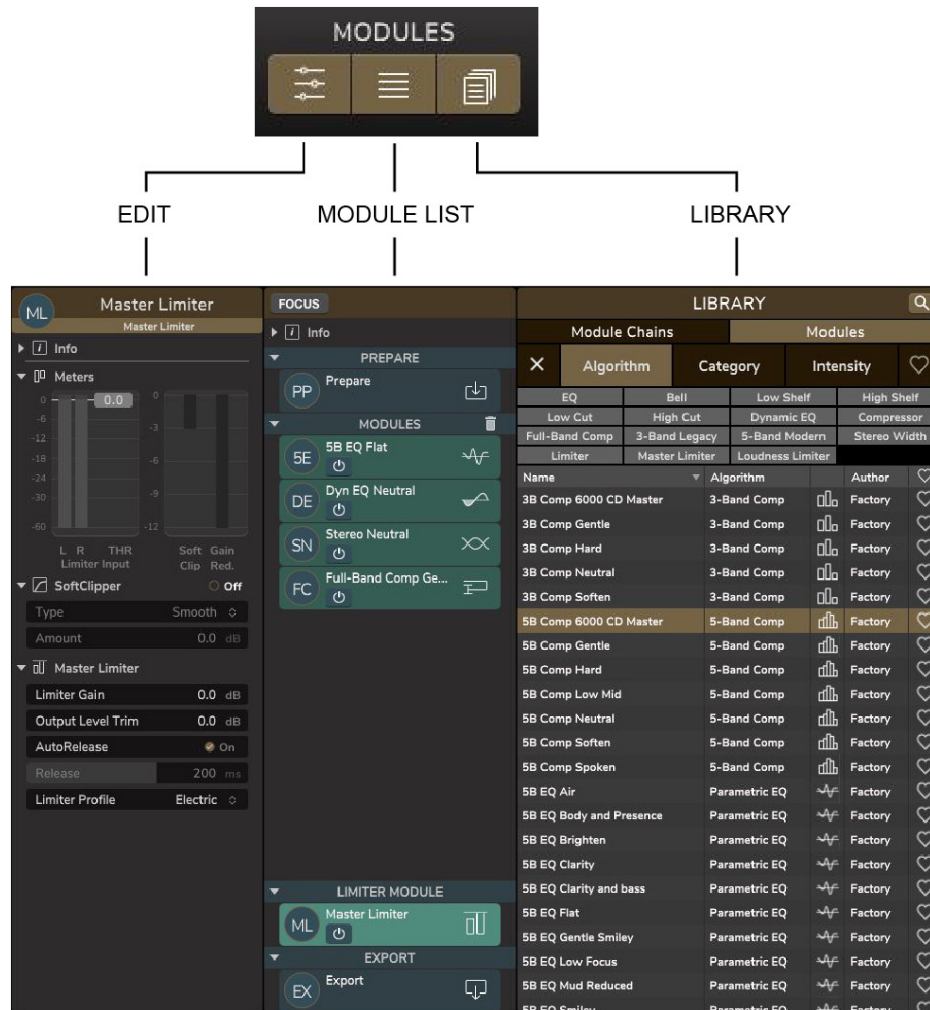 MODULES
EDIT
MODULE LIST
LIBRARY
ML
Master Limiter
Master Limiter
i Info
Meters
0 0.0 0
-6 -3
-12
-18 -6
-24
-30 -9
-60 -12
L R THR Soft Gain
Limiter Input Clip Red.
SoftClipper Off
Type Smooth
Amount 0.0 dB
Master Limiter
Limiter Gain 0.0 dB
Output Level Trim 0.0 dB
AutoRelease On
Release 200 ms
Limiter Profile Electric
FOCUS
i Info
PREPARE
PP Prepare
MODULES
5E 5B EQ Flat
DE Dyn EQ Neutral
SN Stereo Neutral
FC Full-Band Comp Ge...
LIMITER MODULE
ML Master Limiter
EXPORT
EX Export
LIBRARY
Module Chains Modules
Algorithm Category Intensity
EQ Bell Low Shelf High Shelf
Low Cut High Cut Dynamic EQ Compressor
Full-Band Comp 3-Band Legacy 5-Band Modern Stereo Width
Limiter Master Limiter Loudness Limiter
Name Algorithm Author
3B Comp 6000 CD Master 3-Band Comp Factory
3B Comp Gentle 3-Band Comp Factory
3B Comp Hard 3-Band Comp Factory
3B Comp Neutral 3-Band Comp Factory
3B Comp Soften 3-Band Comp Factory
5B Comp 6000 CD Master 5-Band Comp Factory
5B Comp Gentle 5-Band Comp Factory
5B Comp Hard 5-Band Comp Factory
5B Comp Low Mid 5-Band Comp Factory
5B Comp Neutral 5-Band Comp Factory
5B Comp Soften 5-Band Comp Factory
5B Comp Spoken 5-Band Comp Factory
5B EQ Air Parametric EQ Factory
5B EQ Body and Presence Parametric EQ Factory
5B EQ Brighten Parametric EQ Factory
5B EQ Clarity Parametric EQ Factory
5B EQ Clarity and bass Parametric EQ Factory
5B EQ Flat Parametric EQ Factory
5B EQ Gentle Smiley Parametric EQ Factory
5B EQ Low Focus Parametric EQ Factory
5B EQ Mud Reduced Parametric EQ Factory
5B EQ Smiley Parametric EQ Factory